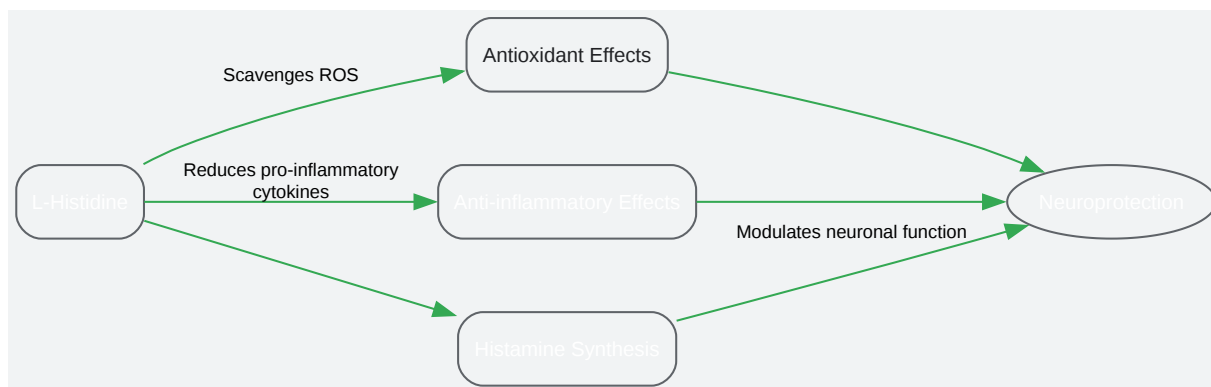 Antioxidant Effects
Scavenges ROS
Reduces pro-inflammatory
cytokines
L-Histidine
Anti-inflammatory Effects
Neuroprotection
Modulates neuronal function
Histamine Synthesis